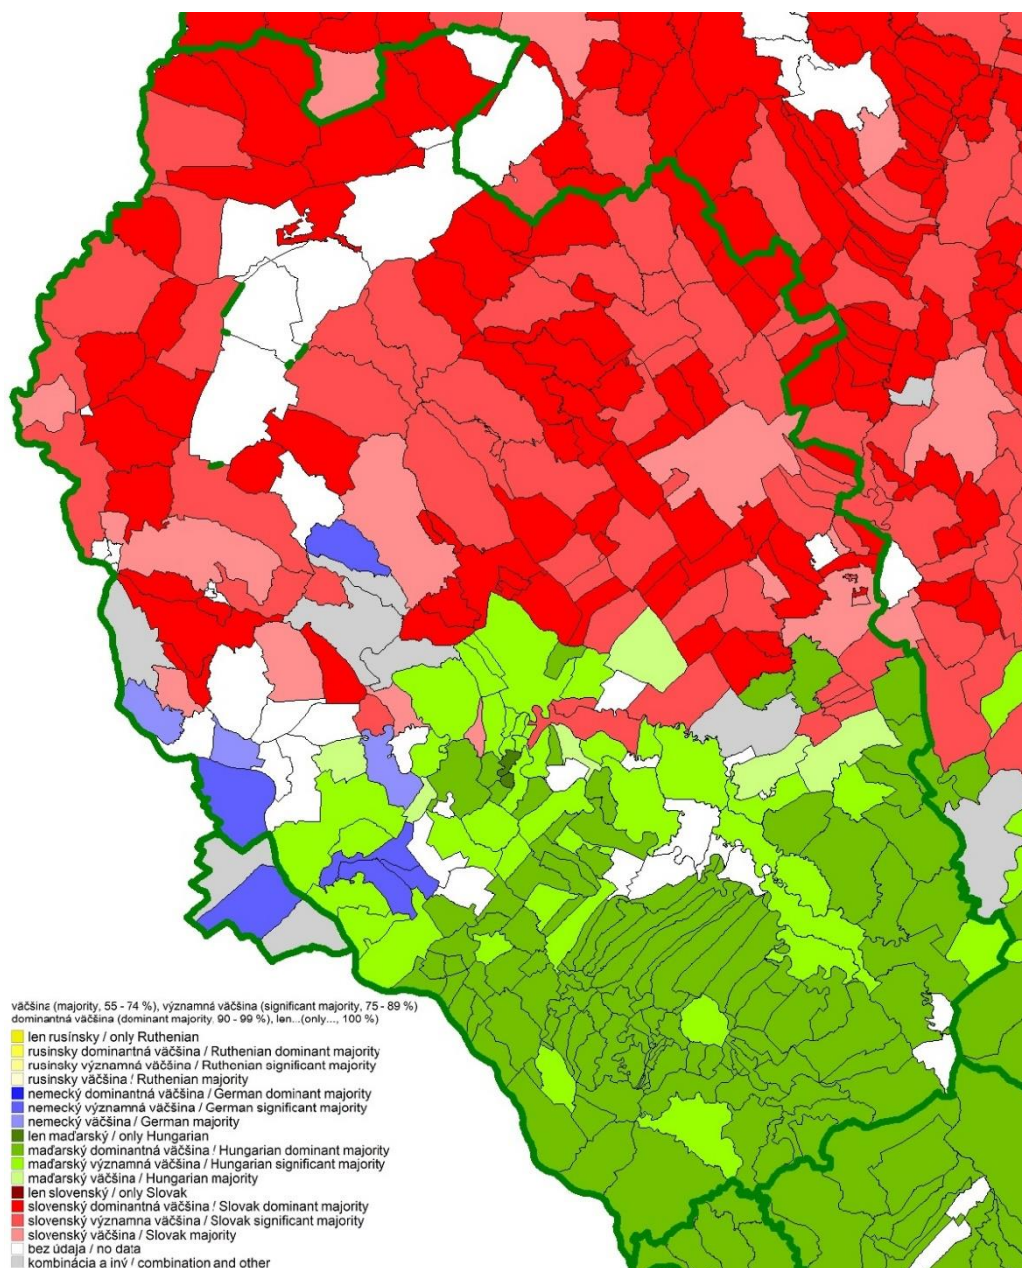 väčšina (majority, 55 - 74 %), významná väčšina (significant majority, 75 - 89 %)
dominantná väčšina (dominant majority, 90 - 99 %), len...(only..., 100 %)
len rusínsky / only Ruthenian
rusinsky dominantná väčšina / Ruthenian dominant majority
rusinsky významná väčšina / Ruthenian significant majority
rusinsky väčšina / Ruthenian majority
nemecký dominantná väčšina / German dominant majority
nemecký významná väčšina / German significant majority
nemecký väčšina / German majority
len maďarský / only Hungarian
maďarský dominantná väčšina / Hungarian dominant majority
maďarský významná väčšina / Hungarian significant majority
maďarský väčšina / Hungarian majority
len slovenský / only Slovak
slovenský dominantná väčšina / Slovak dominant majority
slovenský významna väčšina / Slovak significant majority
slovenský väčšina / Slovak majority
bez údaja / no data
kombinácia a iný / combination and other